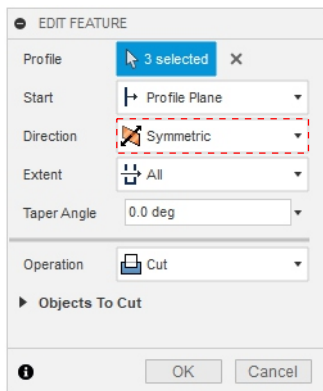 EDIT FEATURE
Profile 3 selected
Start Profile Plane
Direction Symmetric
Extent All
Taper Angle 0.0 deg
Operation Cut
Objects To Cut
OK Cancel